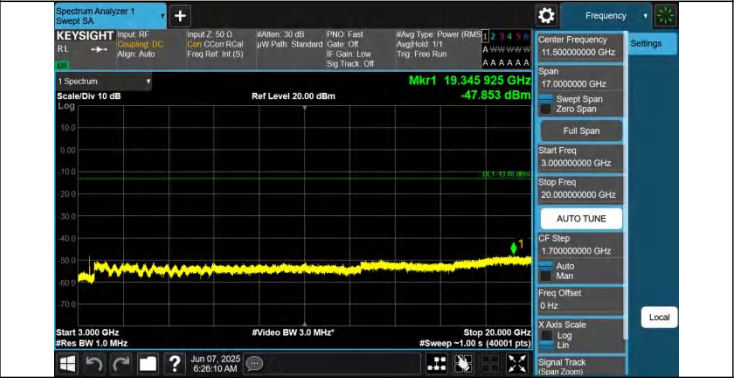 Spectrum Analyzer 1
Swept SA
+
Frequency
KEYSIGHT
RL
Input: RF
Coupling: DC
Align: Auto
Input Z: 50 Ω
Corr CCorr RCal
Freq Ref: Int (S)
#Atten: 30 dB
µW Path: Standard
PNO: Fast
Gate: Off
IF Gain: Low
Sig Track: Off
#Avg Type: Power (RMS
Avg|Hold: 1/1
Trig: Free Run
1 2 3 4 5 6
A W W W W W
A A A A A A
1 Spectrum
Scale/Div 10 dB
Ref Level 20.00 dBm
Mkr1 19.345 925 GHz
-47.853 dBm
Log
10.0
0.00
-10.0
-20.0
-30.0
-40.0
-50.0
-60.0
-70.0
1
Start 3.000 GHz
#Res BW 1.0 MHz
#Video BW 3.0 MHz*
Stop 20.000 GHz
#Sweep ~1.00 s (40001 pts)
Jun 07, 2025
6:26:10 AM
Center Frequency
11.500000000 GHz
Span
17.0000000 GHz
Swept Span
Zero Span
Full Span
Start Freq
3.000000000 GHz
Stop Freq
20.000000000 GHz
AUTO TUNE
CF Step
1.700000000 GHz
Auto
Man
Freq Offset
0 Hz
X Axis Scale
Log
Lin
Signal Track
(Span Zoom)
Settings
Local